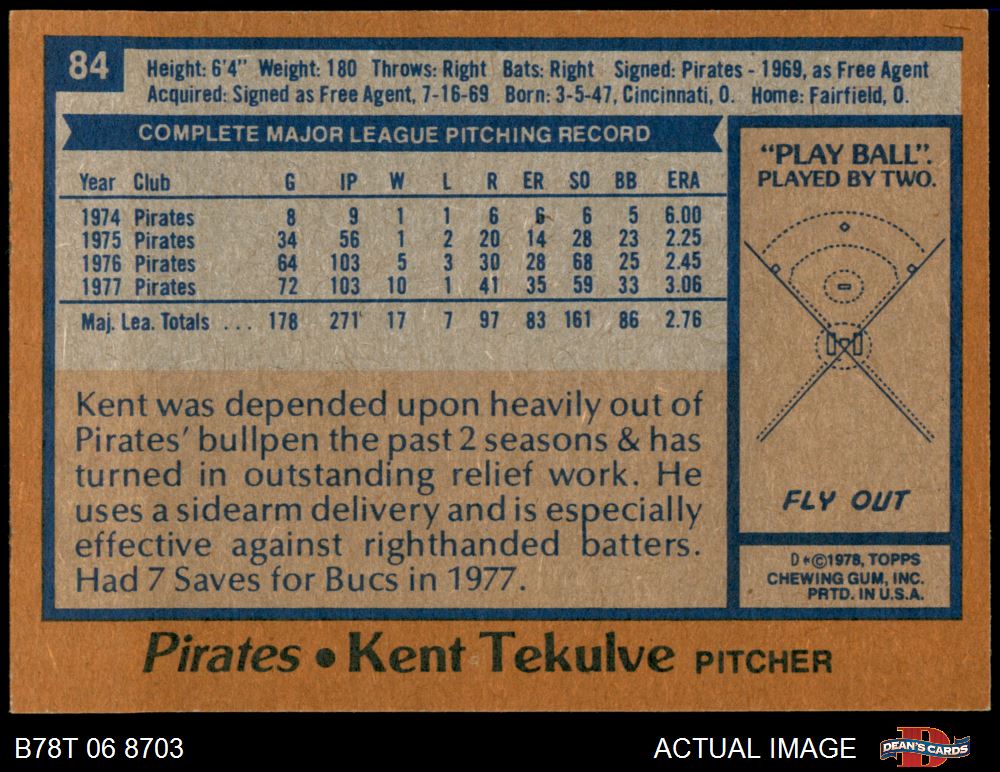 84
Height: 6'4" Weight: 180 Throws: Right Bats: Right Signed: Pirates - 1969, as Free Agent
Acquired: Signed as Free Agent, 7-16-69 Born: 3-5-47, Cincinnati, O. Home: Fairfield, O.
COMPLETE MAJOR LEAGUE PITCHING RECORD
Year Club G IP W L R ER SO BB ERA
1974 Pirates 8 9 1 1 6 6 6 5 6.00
1975 Pirates 34 56 1 2 20 14 28 23 2.25
1976 Pirates 64 103 5 3 30 28 68 25 2.45
1977 Pirates 72 103 10 1 41 35 59 33 3.06
Maj. Lea. Totals ... 178 271 17 7 97 83 161 86 2.76
Kent was depended upon heavily out of
Pirates' bullpen the past 2 seasons & has
turned in outstanding relief work. He
uses a sidearm delivery and is especially
effective against righthanded batters.
Had 7 Saves for Bucs in 1977.
"PLAY BALL".
PLAYED BY TWO.
FLY OUT
D*©1978, TOPPS
CHEWING GUM, INC.
PRTD. IN U.S.A.
Pirates • Kent Tekulve PITCHER
B78T 06 8703
ACTUAL IMAGE
D
DEAN'S CARDS